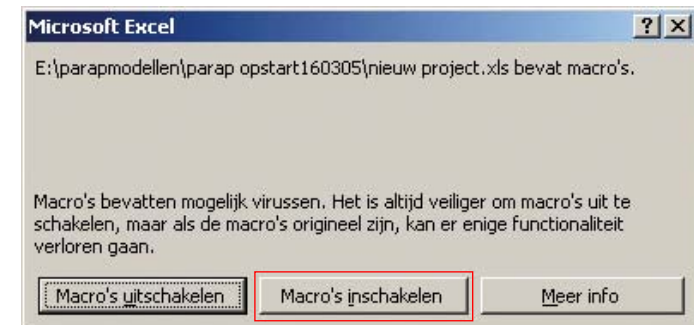 Microsoft Excel
E:\parapmodellen\parap opstart160305\nieuw project.xls bevat macro's.
Macro's bevatten mogelijk virussen. Het is altijd veiliger om macro's uit te
schakelen, maar als de macro's origineel zijn, kan er enige functionaliteit
verloren gaan.
Macro's uitschakelen Macro's inschakelen Meer info